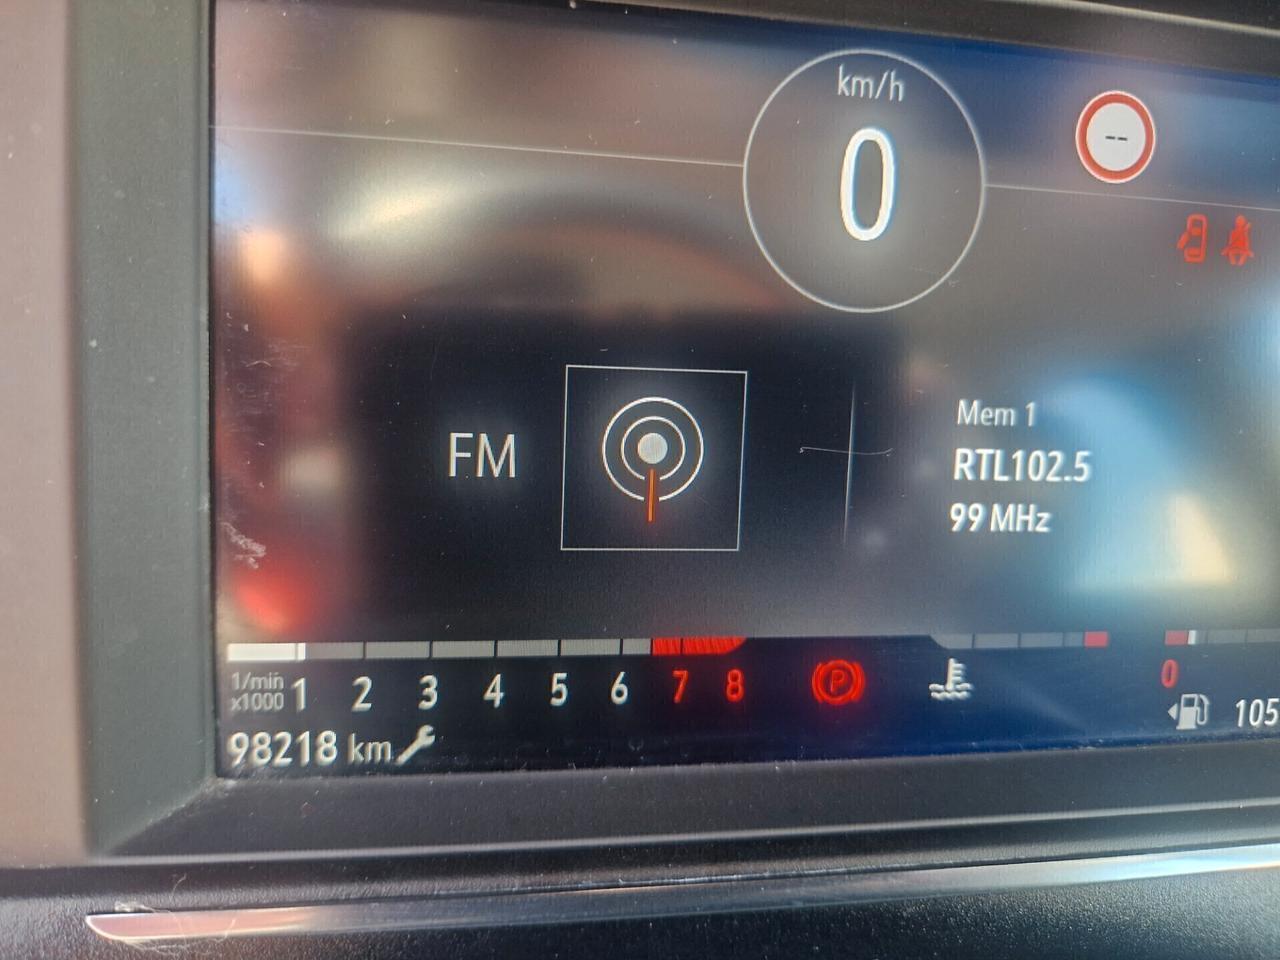 km/h
0
--
FM
Mem 1
RTL102.5
99 MHz
1/min
x1000
1 2 3 4 5 6 7 8
P
0
98218 km
105